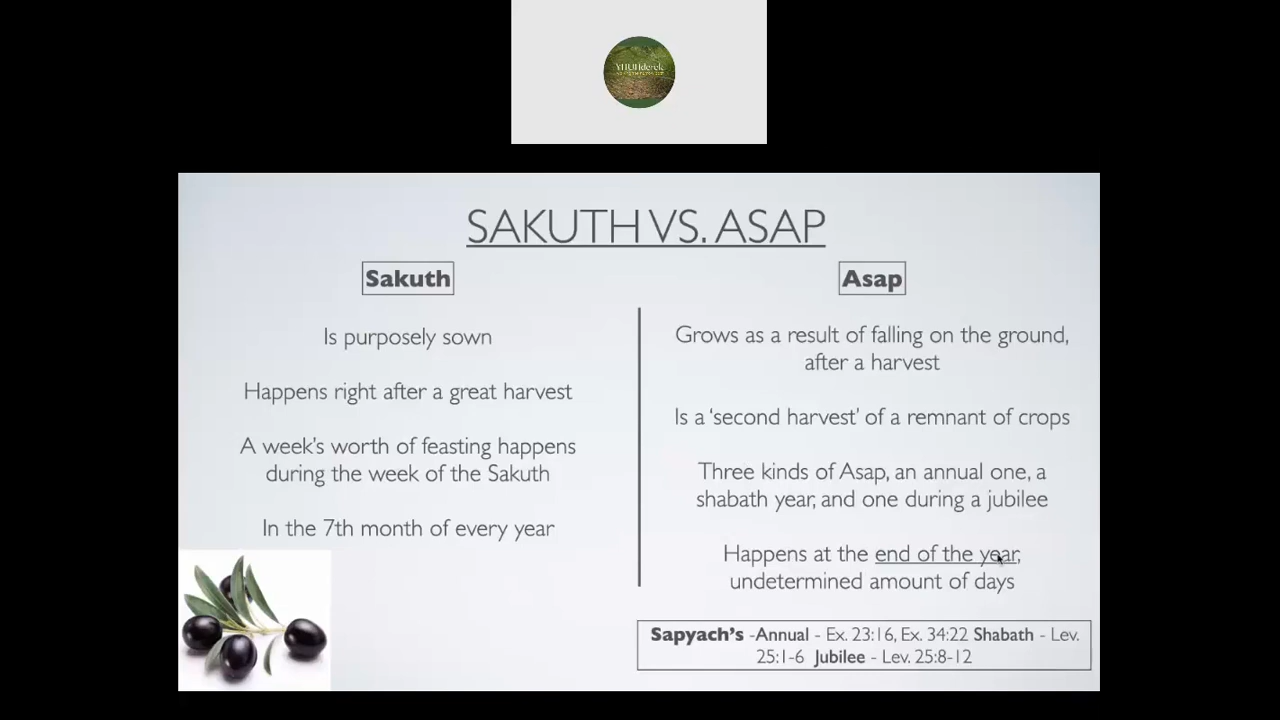 YHUHderek
SAKUTH VS. ASAP
Sakuth
Is purposely sown
Happens right after a great harvest
A week's worth of feasting happens
during the week of the Sakuth
In the 7th month of every year
Asap
Grows as a result of falling on the ground,
after a harvest
Is a 'second harvest' of a remnant of crops
Three kinds of Asap, an annual one, a
shabath year, and one during a jubilee
Happens at the end of the year,
undetermined amount of days
Sapyach's -Annual - Ex. 23:16, Ex. 34:22 Shabath - Lev.
25:1-6 Jubilee - Lev. 25:8-12